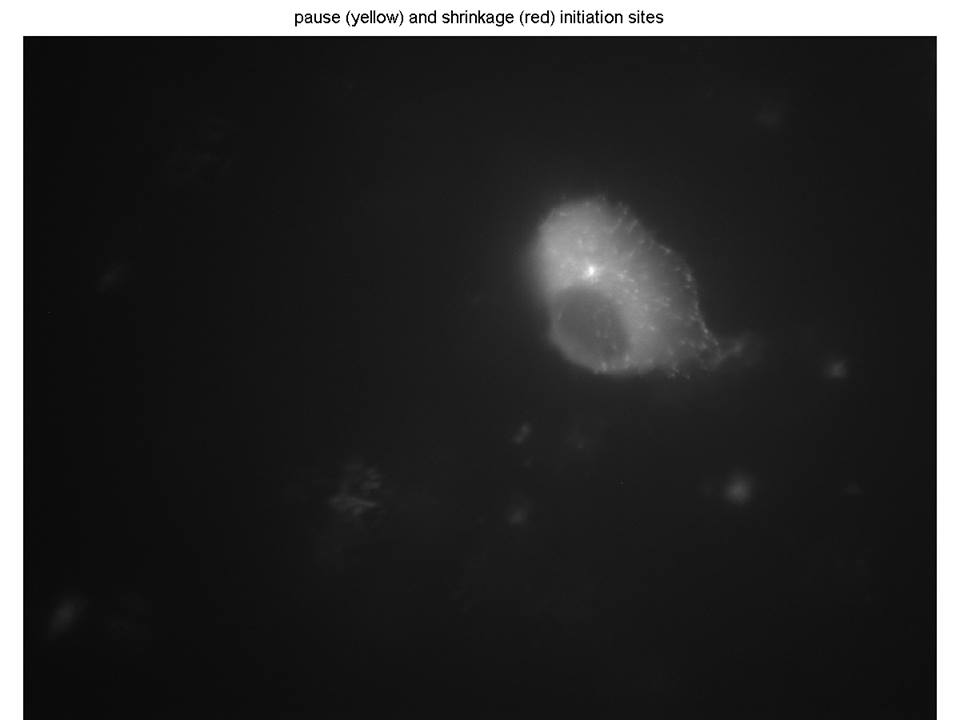 pause (yellow) and shrinkage (red) initiation sites